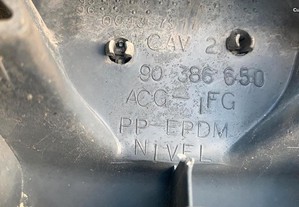 CAV 2
90 386 650
ACG-IFG
PP-EPDM
NIVEL